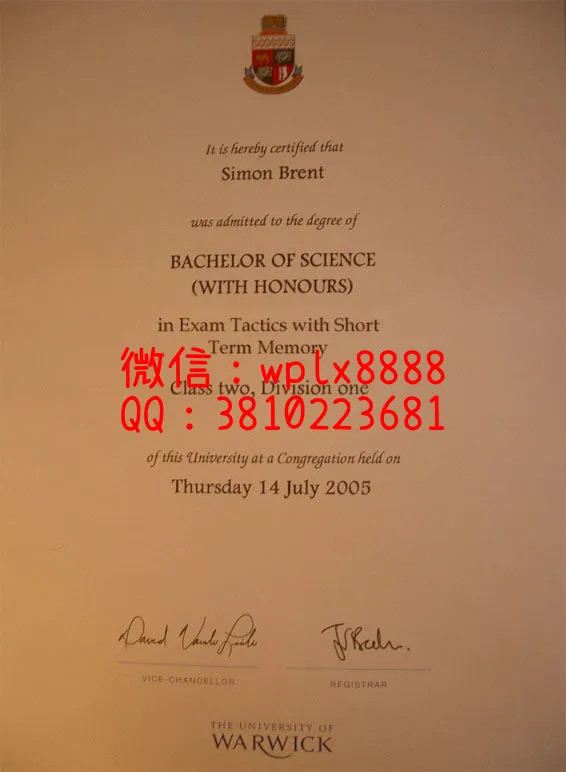 It is hereby certified that
Simon Brent
was admitted to the degree of
BACHELOR OF SCIENCE
(WITH HONOURS)
in Exam Tactics with Short
Term Memory
微信：wplx8888
Class two, Division one
QQ：3810223681
of this University at a Congregation held on
Thursday 14 July 2005
VICE-CHANCELLOR
REGISTRAR
THE UNIVERSITY OF
WARWICK